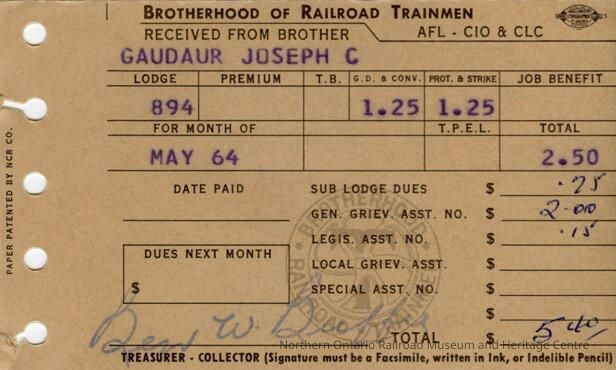 BROTHERHOOD OF RAILROAD TRAINMEN
RECEIVED FROM BROTHER AFL - CIO & CLC
GAUDAUR JOSEPH C
LODGE PREMIUM T.B. G.D. & CONV. PROT. & STRIKE JOB BENEFIT
894 1.25 1.25
FOR MONTH OF T.P.E.L. TOTAL
MAY 64 2.50
DATE PAID SUB LODGE DUES $ .75
GEN. GRIEV. ASST. NO. $ 2.00
LEGIS. ASST. NO. $ .15
DUES NEXT MONTH LOCAL GRIEV. ASST. $
$ SPECIAL ASST. NO. $
$
Ben W.
TOTAL $ 5.40
TREASURER - COLLECTOR (Signature must be a Facsimile, written in Ink, or Indelible Pencil)
PAPER PATENTED BY NCR CO.
BROTHERHOOD
RAILROAD TRAINMEN
Northern Ontario Railroad Museum and Heritage Centre